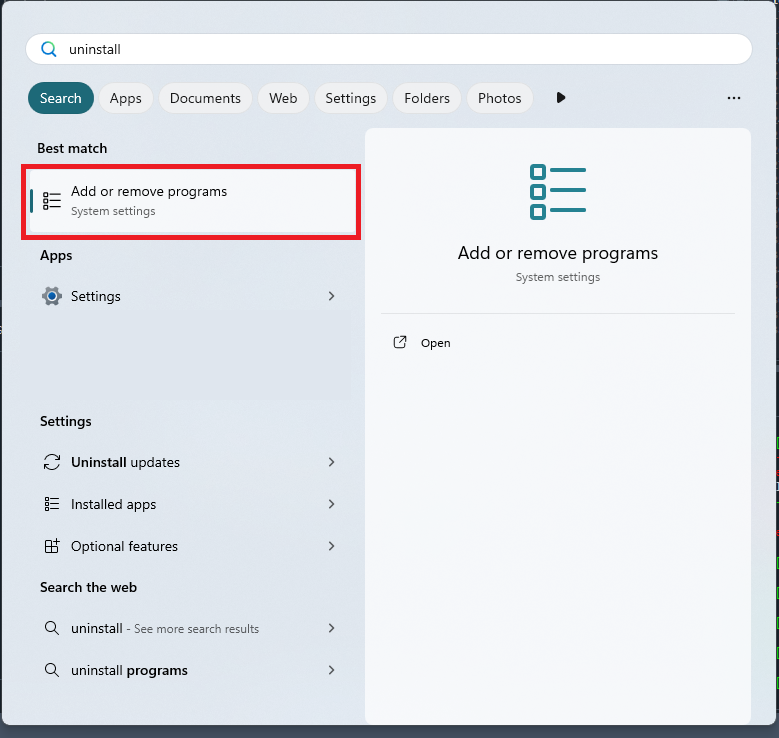 uninstall
Search Apps Documents Web Settings Folders Photos
Best match
Add or remove programs
System settings
Apps
Settings
Settings
Uninstall updates
Installed apps
Optional features
Search the web
uninstall - See more search results
uninstall programs
Add or remove programs
System settings
Open